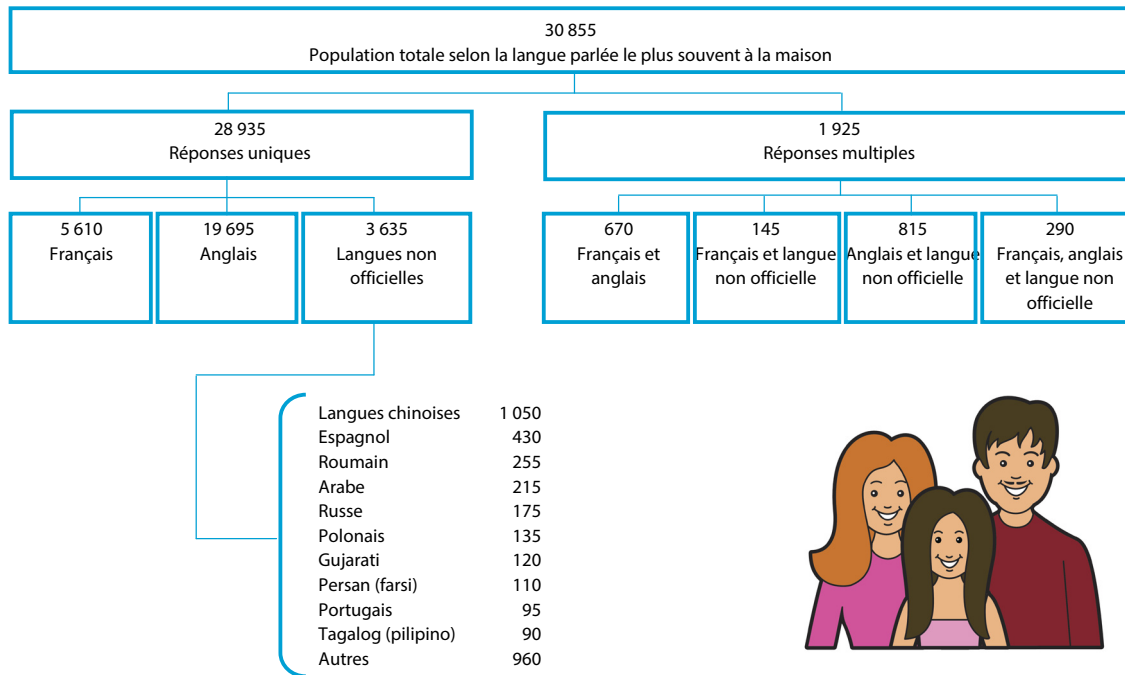 30 855
Population totale selon la langue parlée le plus souvent à la maison
28 935
Réponses uniques
1 925
Réponses multiples
5 610
Français
19 695
Anglais
3 635
Langues non
officielles
670
Français et
anglais
145
Français et langue
non officielle
815
Anglais et langue
non officielle
290
Français, anglais
et langue non
officielle
Langues chinoises 1 050
Espagnol 430
Roumain 255
Arabe 215
Russe 175
Polonais 135
Gujarati 120
Persan (farsi) 110
Portugais 95
Tagalog (pilipino) 90
Autres 960